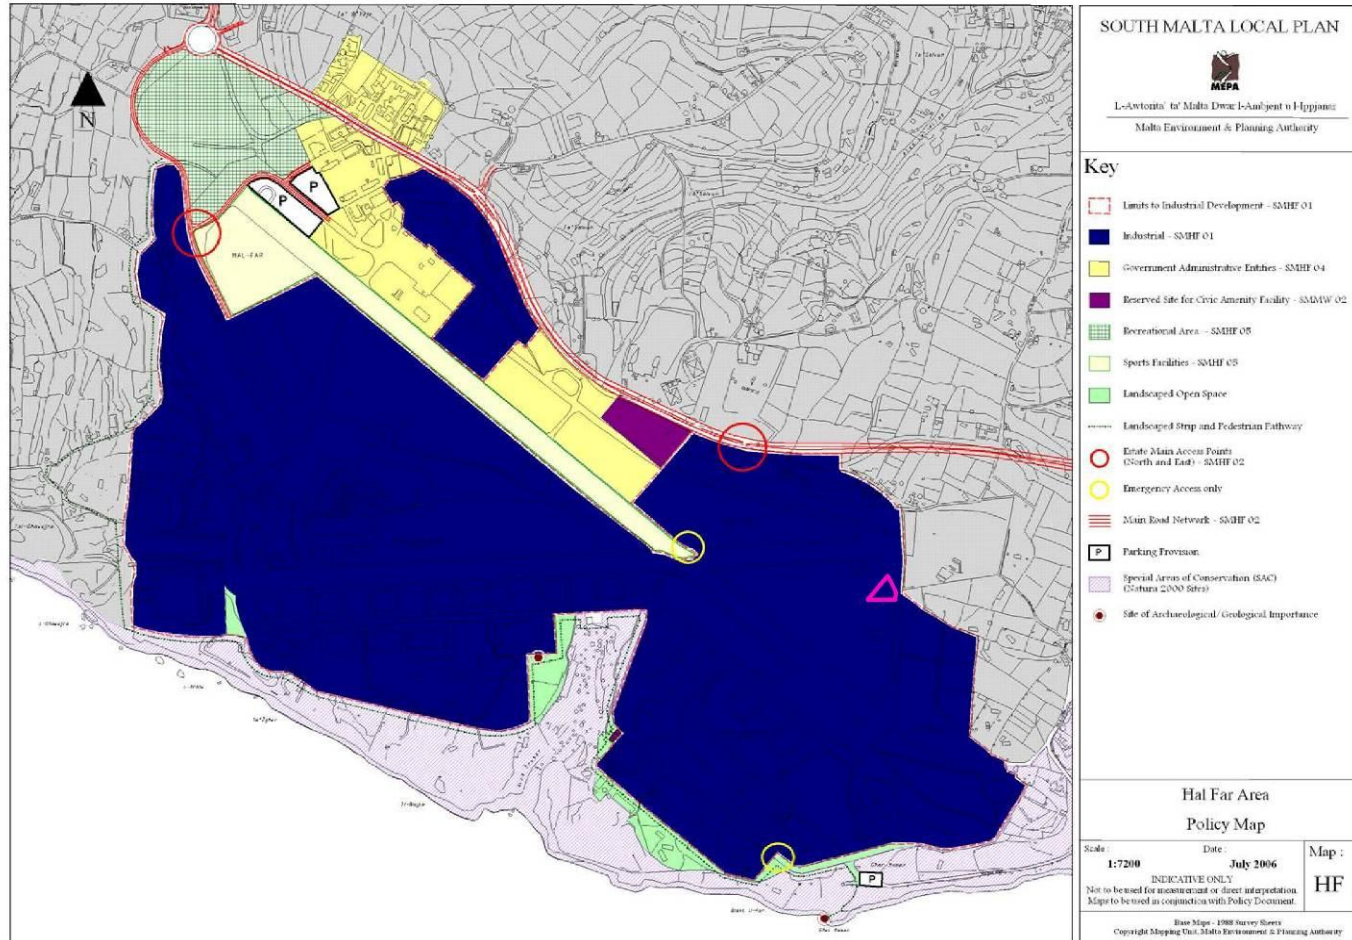 N
P
P
HAL-FAR
P
SOUTH MALTA LOCAL PLAN
MEPA
L-Awtorita' ta' Malta Dwar l-Ambjent u l-Ippjanar
Malta Environment & Planning Authority
Key
Limits to Industrial Development - SMHF 01
Industrial - SMHF 01
Government Administrative Entities - SMHF 04
Reserved Site for Civic Amenity Facility - SMMW 02
Recreational Area - SMHF 05
Sports Facilities - SMHF 05
Landscaped Open Space
Landscaped Strip and Pedestrian Pathway
Estate Main Access Points
(North and East) - SMHF 02
Emergency Access only
Main Road Network - SMHF 02
P Parking Provision
Special Areas of Conservation (SAC)
(Natura 2000 Sites)
Site of Archaeological/Geological Importance
Hal Far Area
Policy Map
Scale :
1:7200
Date :
July 2006
Map :
HF
INDICATIVE ONLY
Not to be used for measurement or direct interpretation.
Maps to be used in conjunction with Policy Document.
Base Maps - 1988 Survey Sheets
Copyright Mapping Unit, Malta Environment & Planning Authority